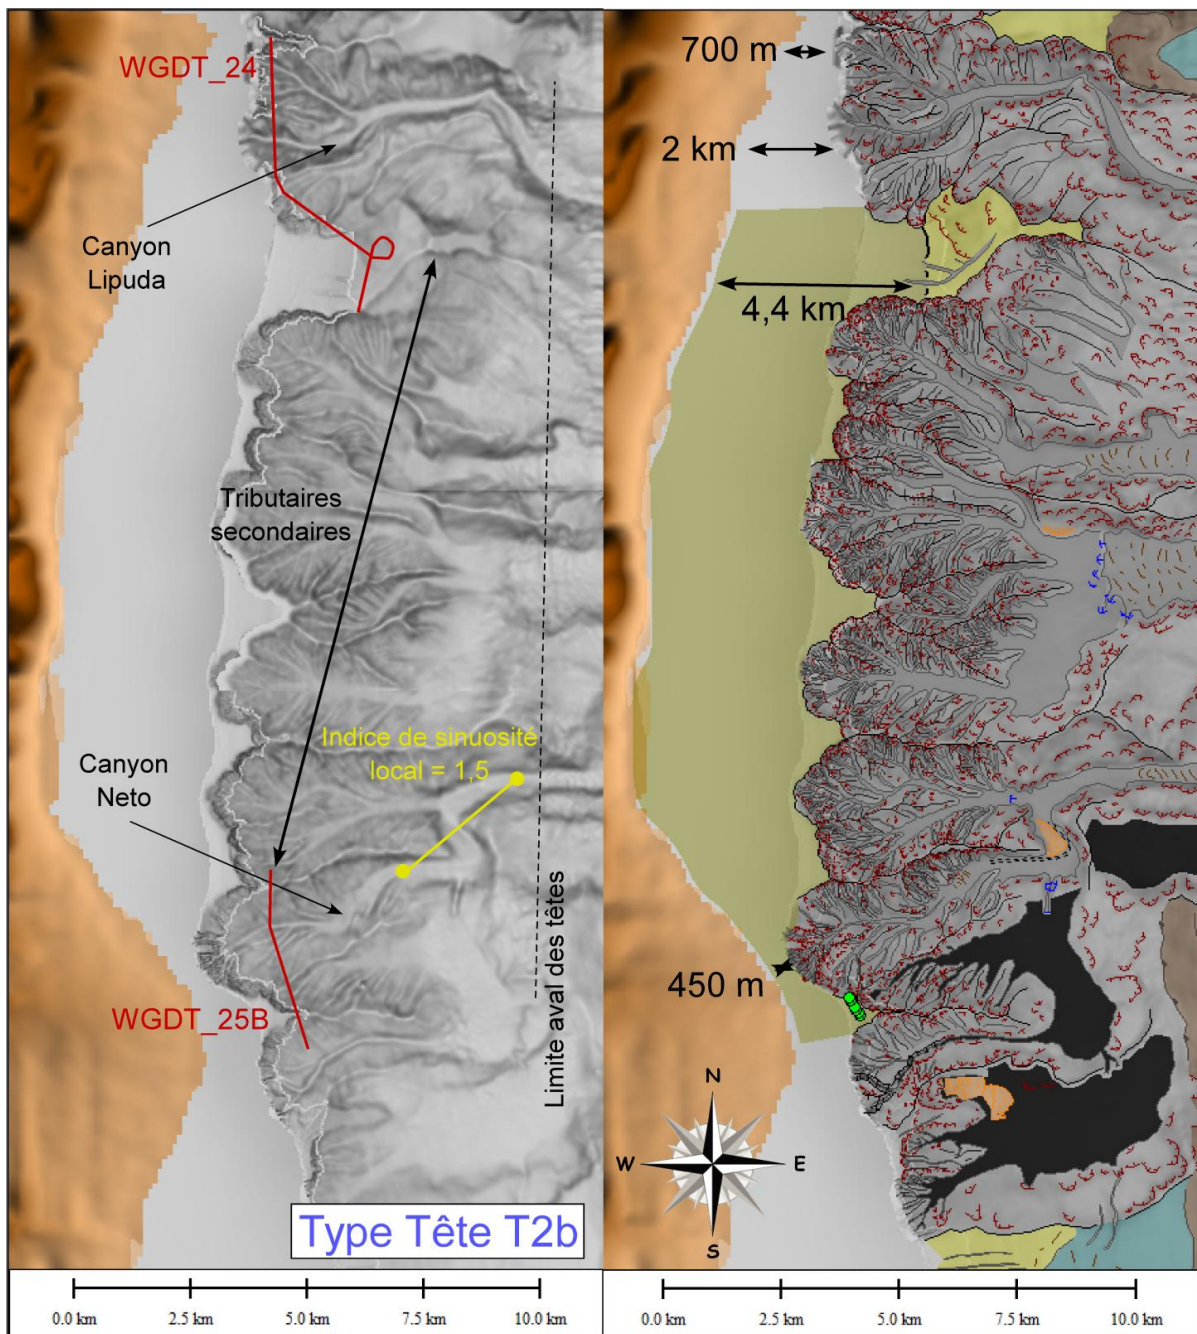 WGDT_24
Canyon
Lipuda
Tributaires
secondaires
Indice de sinuosité
local = 1,5
Canyon
Neto
WGDT_25B
Limite aval des têtes
Type Tête T2b
0.0 km 2.5 km 5.0 km 7.5 km 10.0 km
700 m
2 km
4,4 km
450 m
N
W E
S
0.0 km 2.5 km 5.0 km 7.5 km 10.0 km